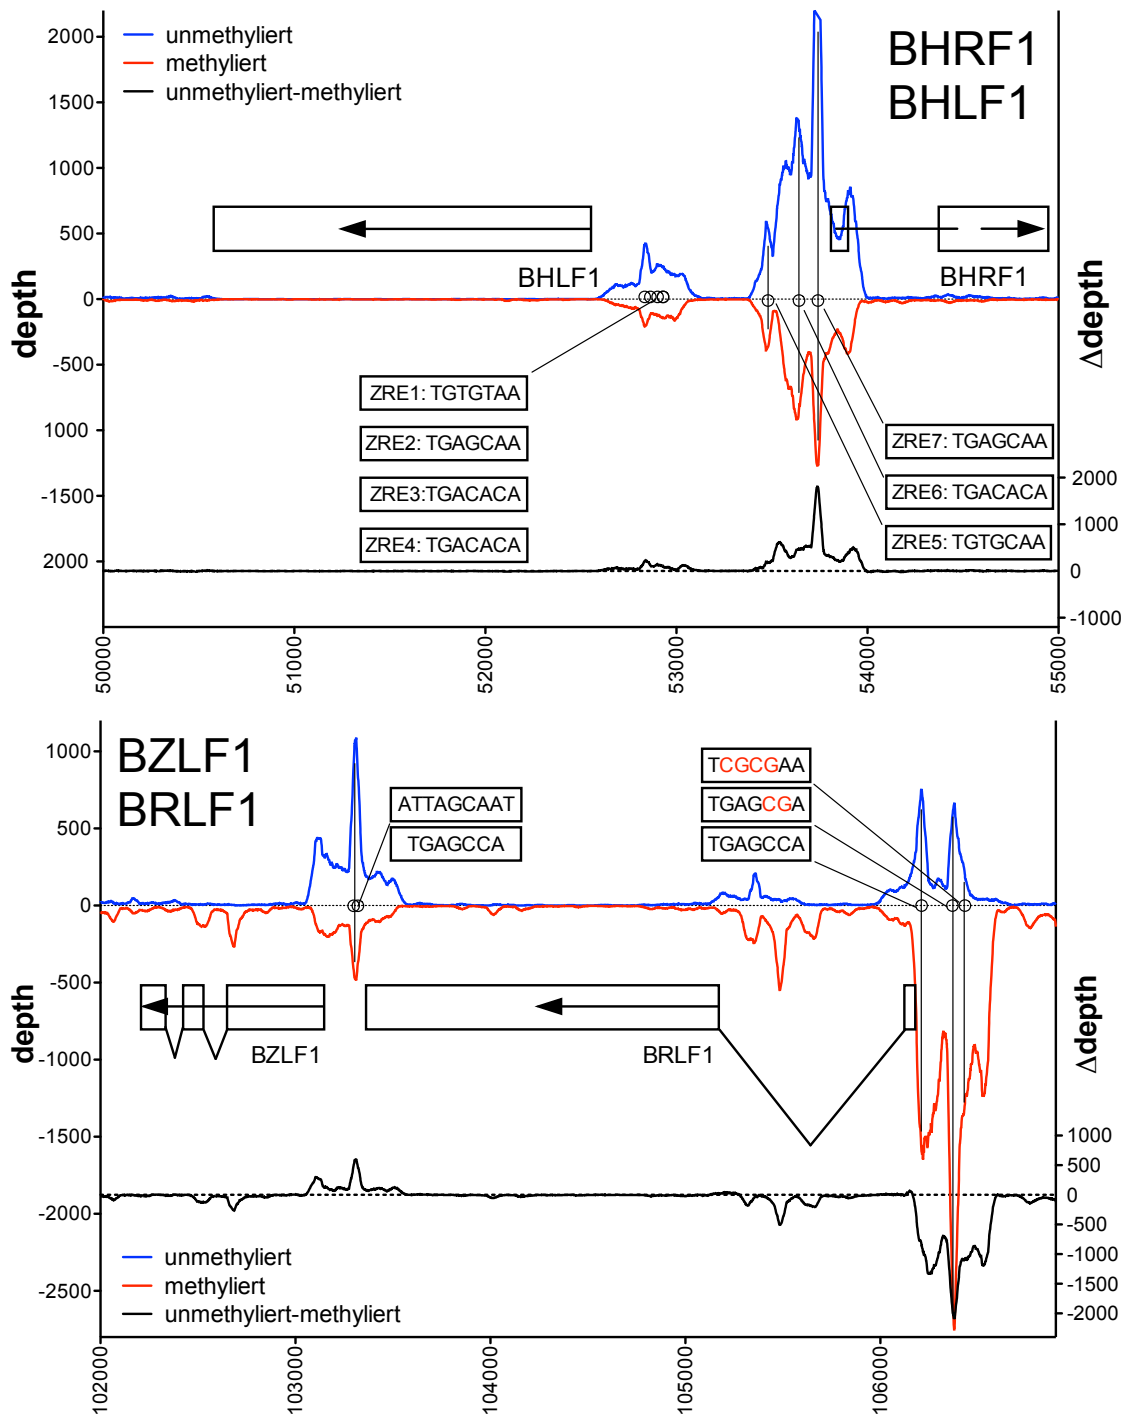 unmethyliert
methyliert
unmethyliert-methyliert
BHRF1
BHLF1
2000
1500
1000
500
0
-500
1000
-1500
2000
depth
Δdepth
BHLF1
BHRF1
ZRE1: TGTGTAA
ZRE2: TGAGCAA
ZRE3:TGACACA
ZRE4: TGACACA
ZRE7: TGAGCAA
ZRE6: TGACACA
ZRE5: TGTGCAA
2000
1000
0
-1000
50000
51000
52000
53000
54000
55000
BZLF1
BRLF1
1000
500
0
-500
-1000
-1500
-2000
-2500
depth
Δdepth
ATTAGCAAT
TGAGCCA
TCGCGAA
TGAGCGA
TGAGCCA
BZLF1
BRLF1
1000
500
0
-500
-1000
-1500
-2000
unmethyliert
methyliert
unmethyliert-methyliert
102000
103000
104000
105000
106000